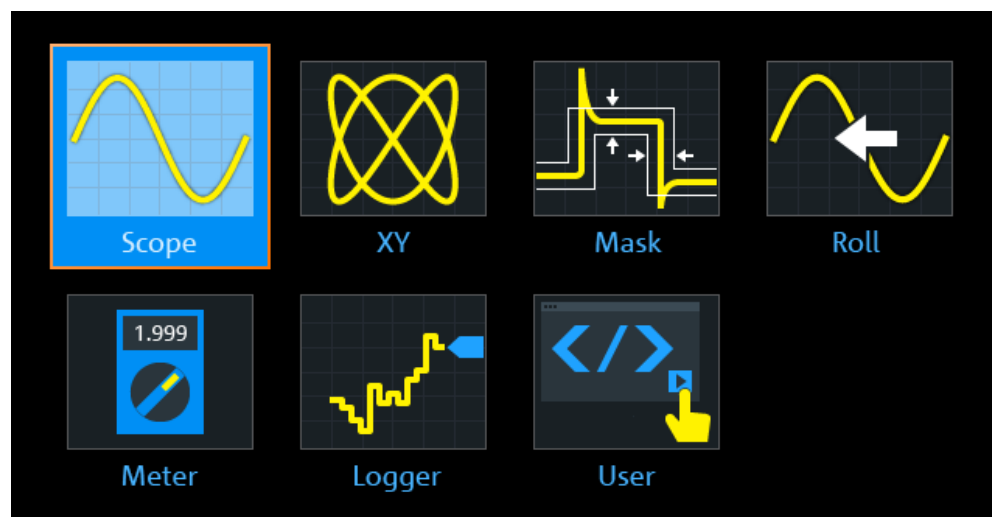 Scope
XY
Mask
Roll
1.999
Meter
Logger
</>
User